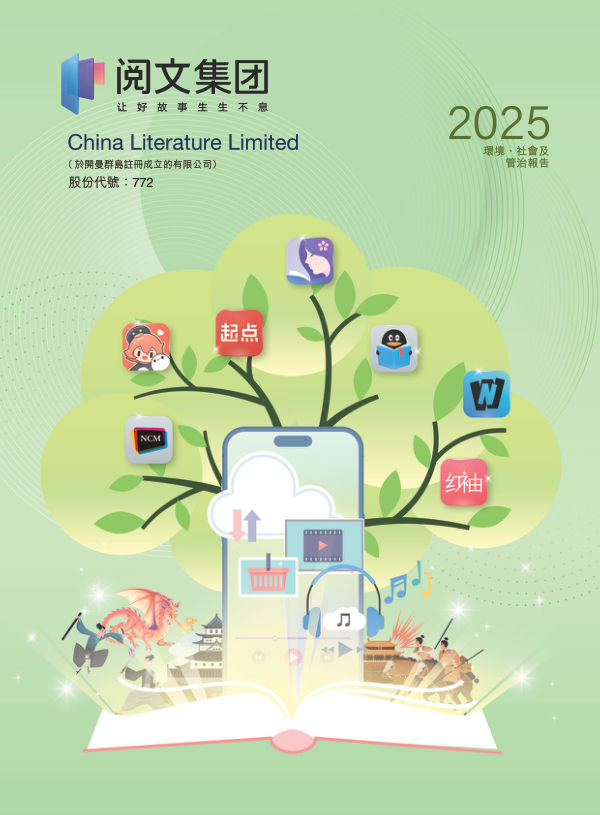 阅文集团
让好故事生生不息
China Literature Limited
（於開曼群島註冊成立的有限公司）
股份代號：772
2025
環境、社會及
管治報告
起点
NCM
W
红袖